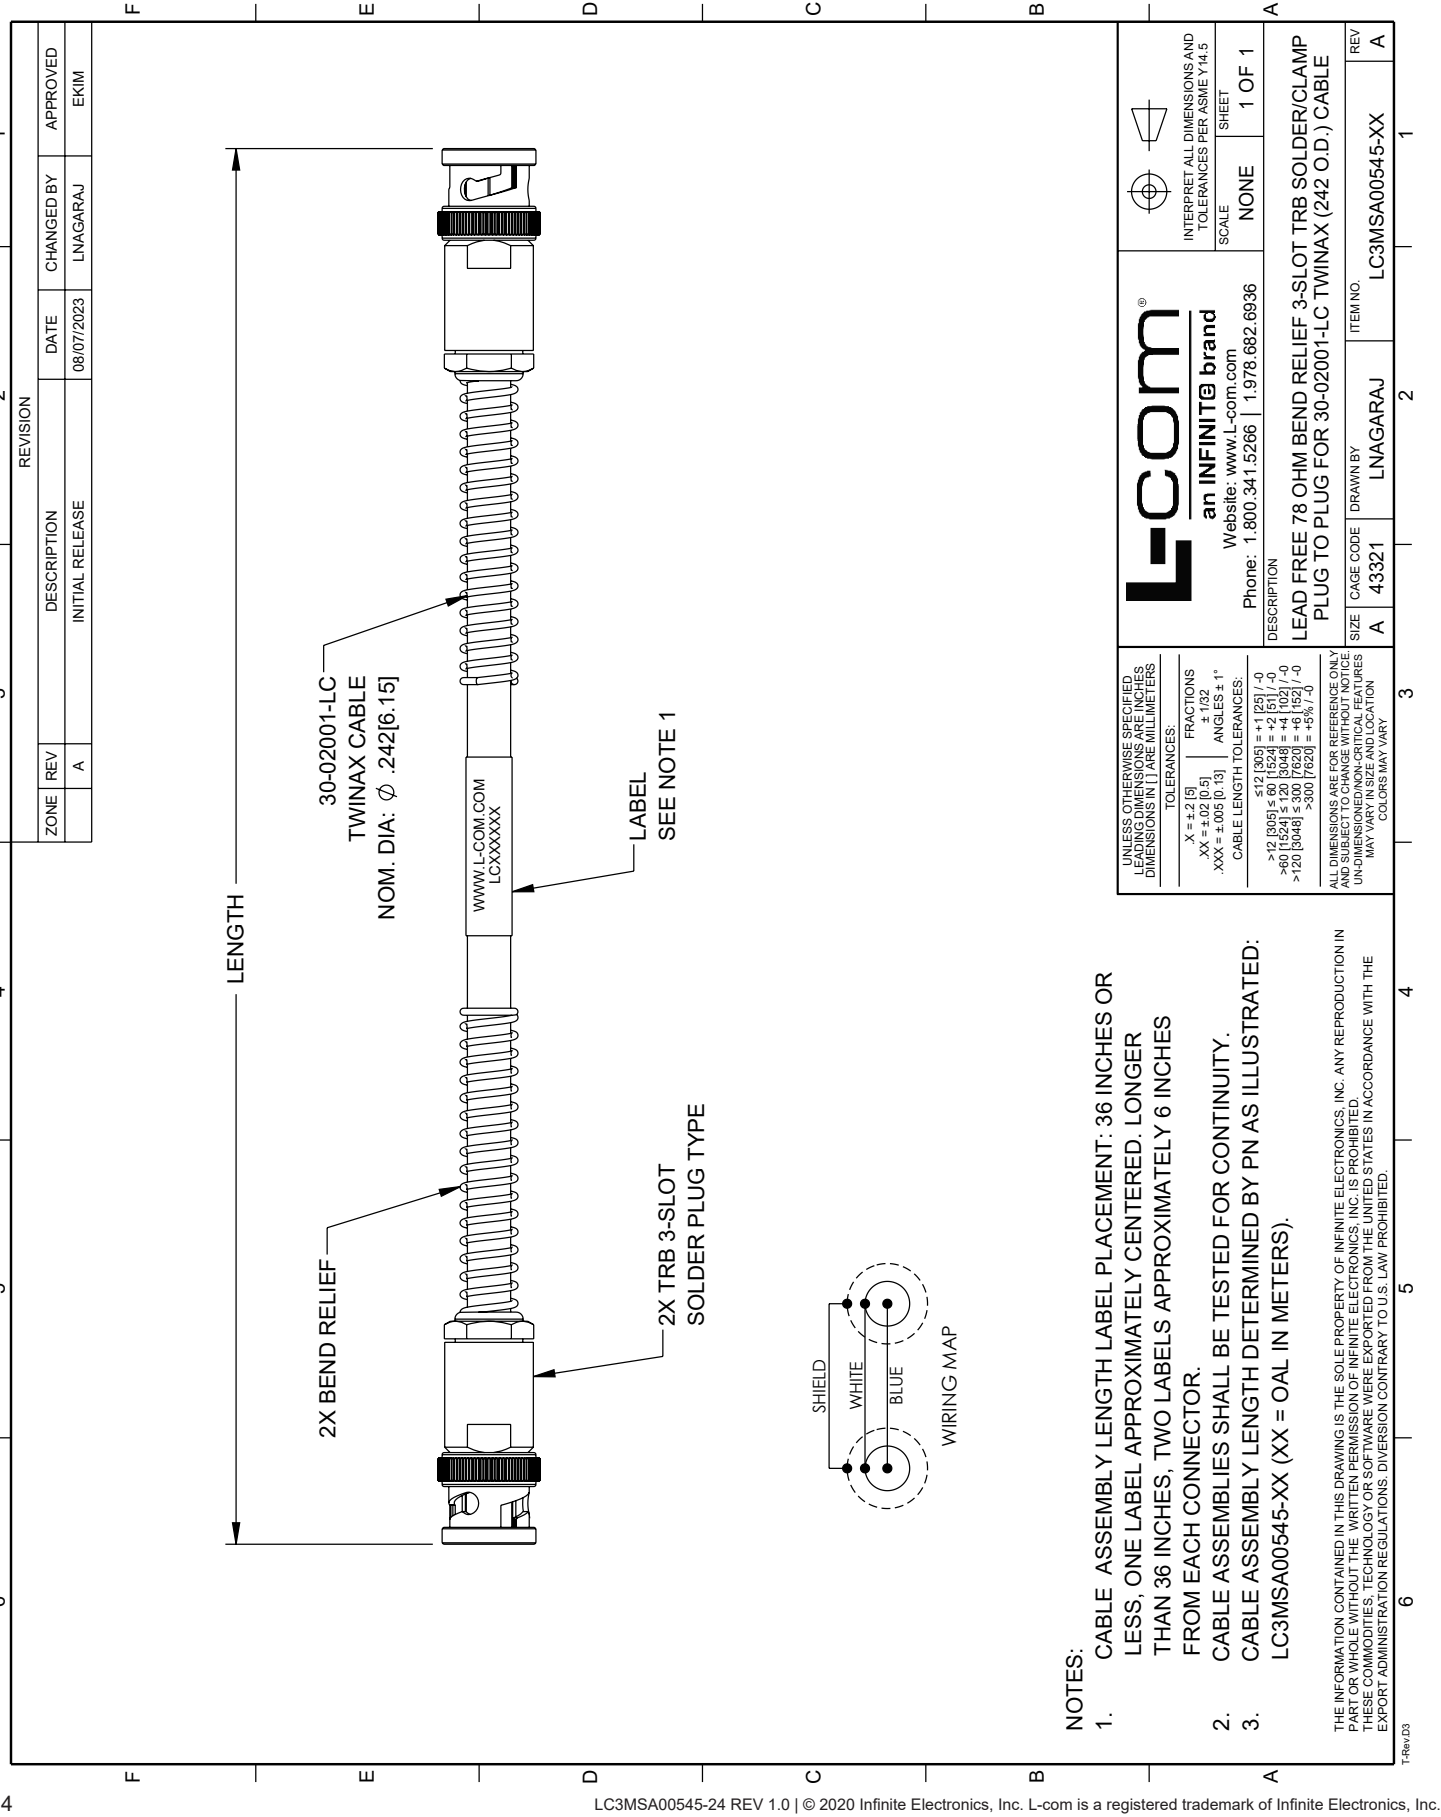 REVISION
ZONE REV DESCRIPTION DATE CHANGED BY APPROVED
A INITIAL RELEASE 08/07/2023 LNAGARAJ EKIM
F
E
D
C
B
A
LENGTH
30-02001-LC
TWINAX CABLE
NOM. DIA: ∅ .242[6.15]
2X BEND RELIEF
WWW.L-COM.COM
LCXXXXXX
LABEL
SEE NOTE 1
2X TRB 3-SLOT
SOLDER PLUG TYPE
SHIELD
WHITE
BLUE
WIRING MAP
NOTES:
1. CABLE ASSEMBLY LENGTH LABEL PLACEMENT: 36 INCHES OR
LESS, ONE LABEL APPROXIMATELY CENTERED. LONGER
THAN 36 INCHES, TWO LABELS APPROXIMATELY 6 INCHES
FROM EACH CONNECTOR.
2. CABLE ASSEMBLIES SHALL BE TESTED FOR CONTINUITY.
3. CABLE ASSEMBLY LENGTH DETERMINED BY PN AS ILLUSTRATED:
LC3MSA00545-XX (XX = OAL IN METERS).
THE INFORMATION CONTAINED IN THIS DRAWING IS THE SOLE PROPERTY OF INFINITE ELECTRONICS, INC. ANY REPRODUCTION IN
PART OR WHOLE WITHOUT THE WRITTEN PERMISSION OF INFINITE ELECTRONICS, INC. IS PROHIBITED.
THESE COMMODITIES, TECHNOLOGY OR SOFTWARE WERE EXPORTED FROM THE UNITED STATES IN ACCORDANCE WITH THE
EXPORT ADMINISTRATION REGULATIONS. DIVERSION CONTRARY TO U.S. LAW PROHIBITED.
UNLESS OTHERWISE SPECIFIED
LEADING DIMENSIONS ARE INCHES
DIMENSIONS IN [ ] ARE MILLIMETERS
TOLERANCES:
.X = ±.2 [5] FRACTIONS
.XX = ±.02 [0.5] ± 1/32
.XXX = ±.005 [0.13] ANGLES ± 1°
CABLE LENGTH TOLERANCES:
≤12 [305] = +1 [25] / -0
>12 [305] ≤ 60 [1524] = +2 [51] / -0
>60 [1524] ≤ 120 [3048] = +4 [102] / -0
>120 [3048] ≤ 300 [7620] = +6 [152] / -0
>300 [7620] = +5% / -0
ALL DIMENSIONS ARE FOR REFERENCE ONLY
AND SUBJECT TO CHANGE WITHOUT NOTICE.
UN-DIMENSIONED/NON-CRITICAL FEATURES
MAY VARY IN SIZE AND LOCATION
COLORS MAY VARY
L-com®
an INFINITE brand
Website: www.L-com.com
Phone: 1.800.341.5266 | 1.978.682.6936
INTERPRET ALL DIMENSIONS AND
TOLERANCES PER ASME Y14.5
SCALE NONE
SHEET 1 OF 1
DESCRIPTION
LEAD FREE 78 OHM BEND RELIEF 3-SLOT TRB SOLDER/CLAMP
PLUG TO PLUG FOR 30-02001-LC TWINAX (242 O.D.) CABLE
SIZE A
CAGE CODE 43321
DRAWN BY LNAGARAJ
ITEM NO. LC3MSA00545-XX
REV A
6 5 4 3 2 1
F
E
D
C
B
A
T-Rev.D3
4
LC3MSA00545-24 REV 1.0 | © 2020 Infinite Electronics, Inc. L-com is a registered trademark of Infinite Electronics, Inc.